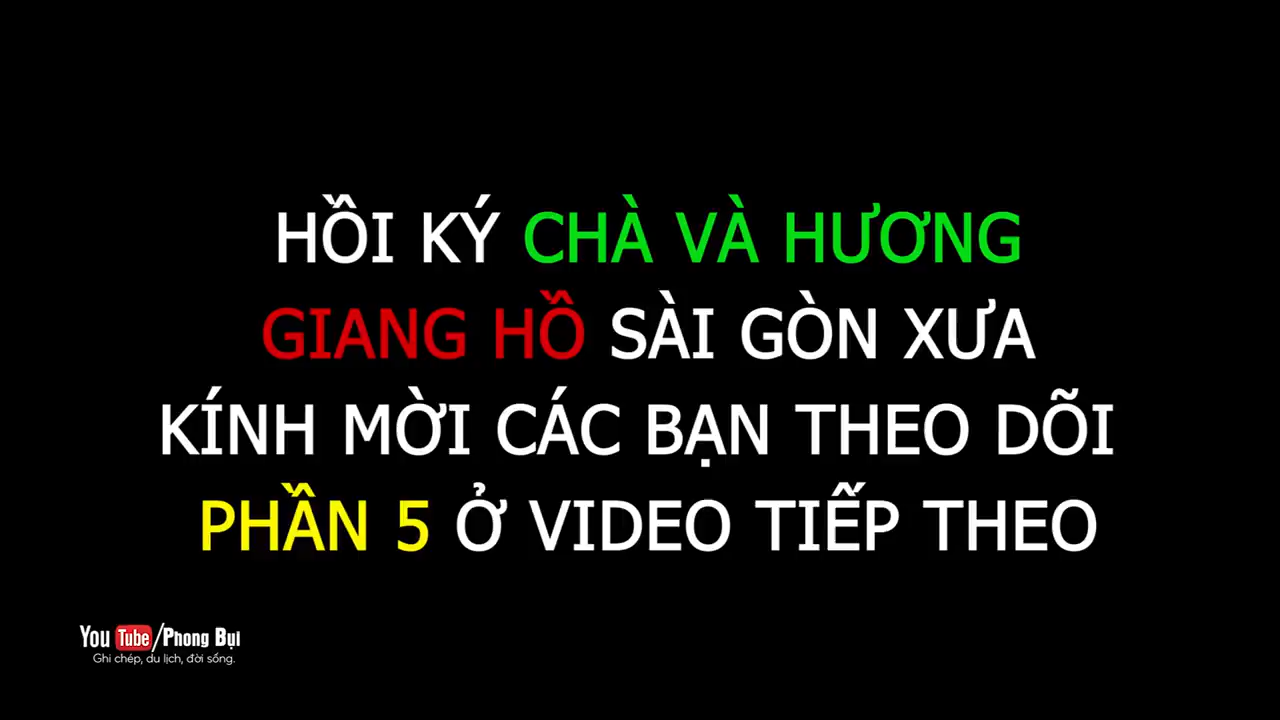 HỒI KÝ CHÀ VÀ HƯƠNG
GIANG HỒ SÀI GÒN XƯA
KÍNH MỜI CÁC BẠN THEO DÕI
PHẦN 5 Ở VIDEO TIẾP THEO
YouTube/Phong Bụi
Ghi chép, du lịch, đời sống.